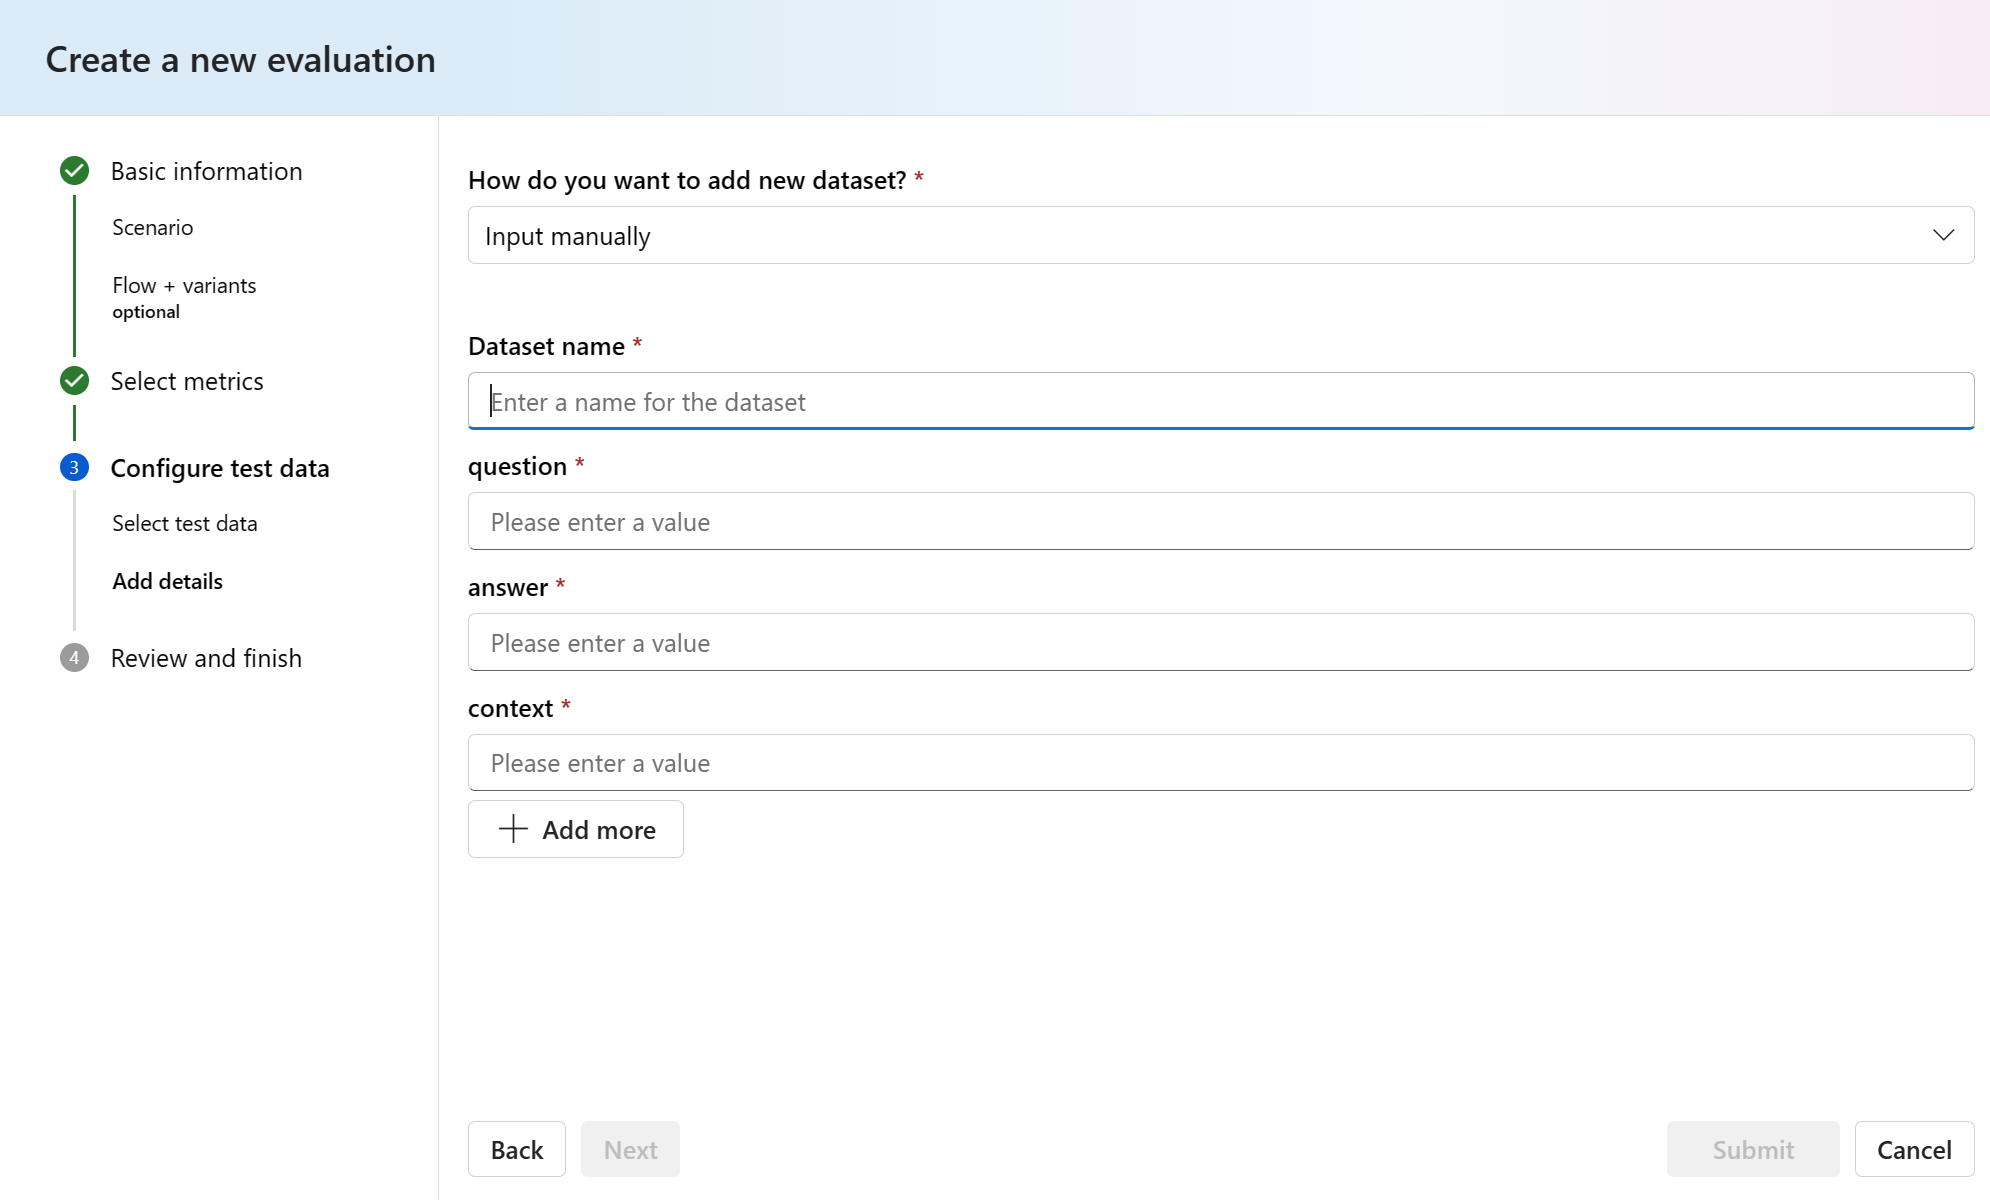 Create a new evaluation
Basic information
Scenario
Flow + variants
optional
Select metrics
3 Configure test data
Select test data
Add details
4 Review and finish
How do you want to add new dataset? *
Input manually
Dataset name *
Enter a name for the dataset
question *
Please enter a value
answer *
Please enter a value
context *
Please enter a value
Add more
Back Next Submit Cancel